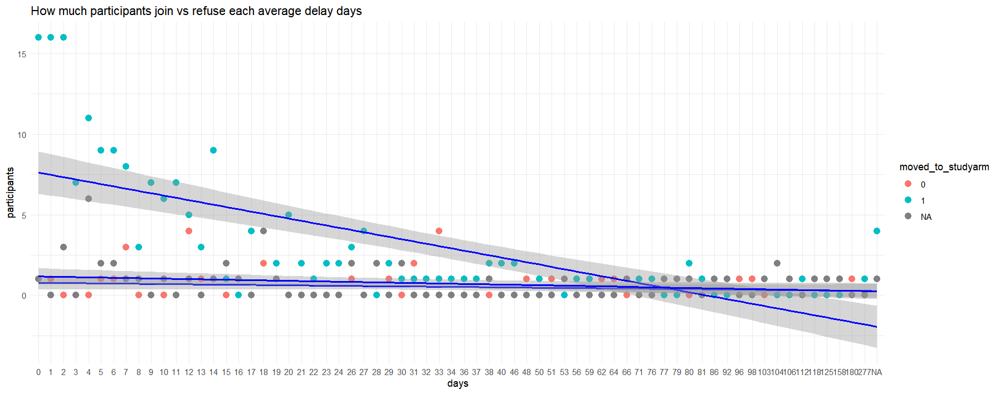 How much participants join vs refuse each average delay days
15
10
5
0
participants
0 1 2 3 4 5 6 7 8 9 10 11 12 13 14 15 16 17 18 19 20 21 22 23 24 26 27 28 29 30 31 32 33 34 36 37 38 40 46 48 50 51 53 56 59 62 64 66 71 76 77 79 80 81 86 92 96 98 103 104 106 112 118 125 158 180 277 NA
days
moved_to_studyarm
0
1
NA